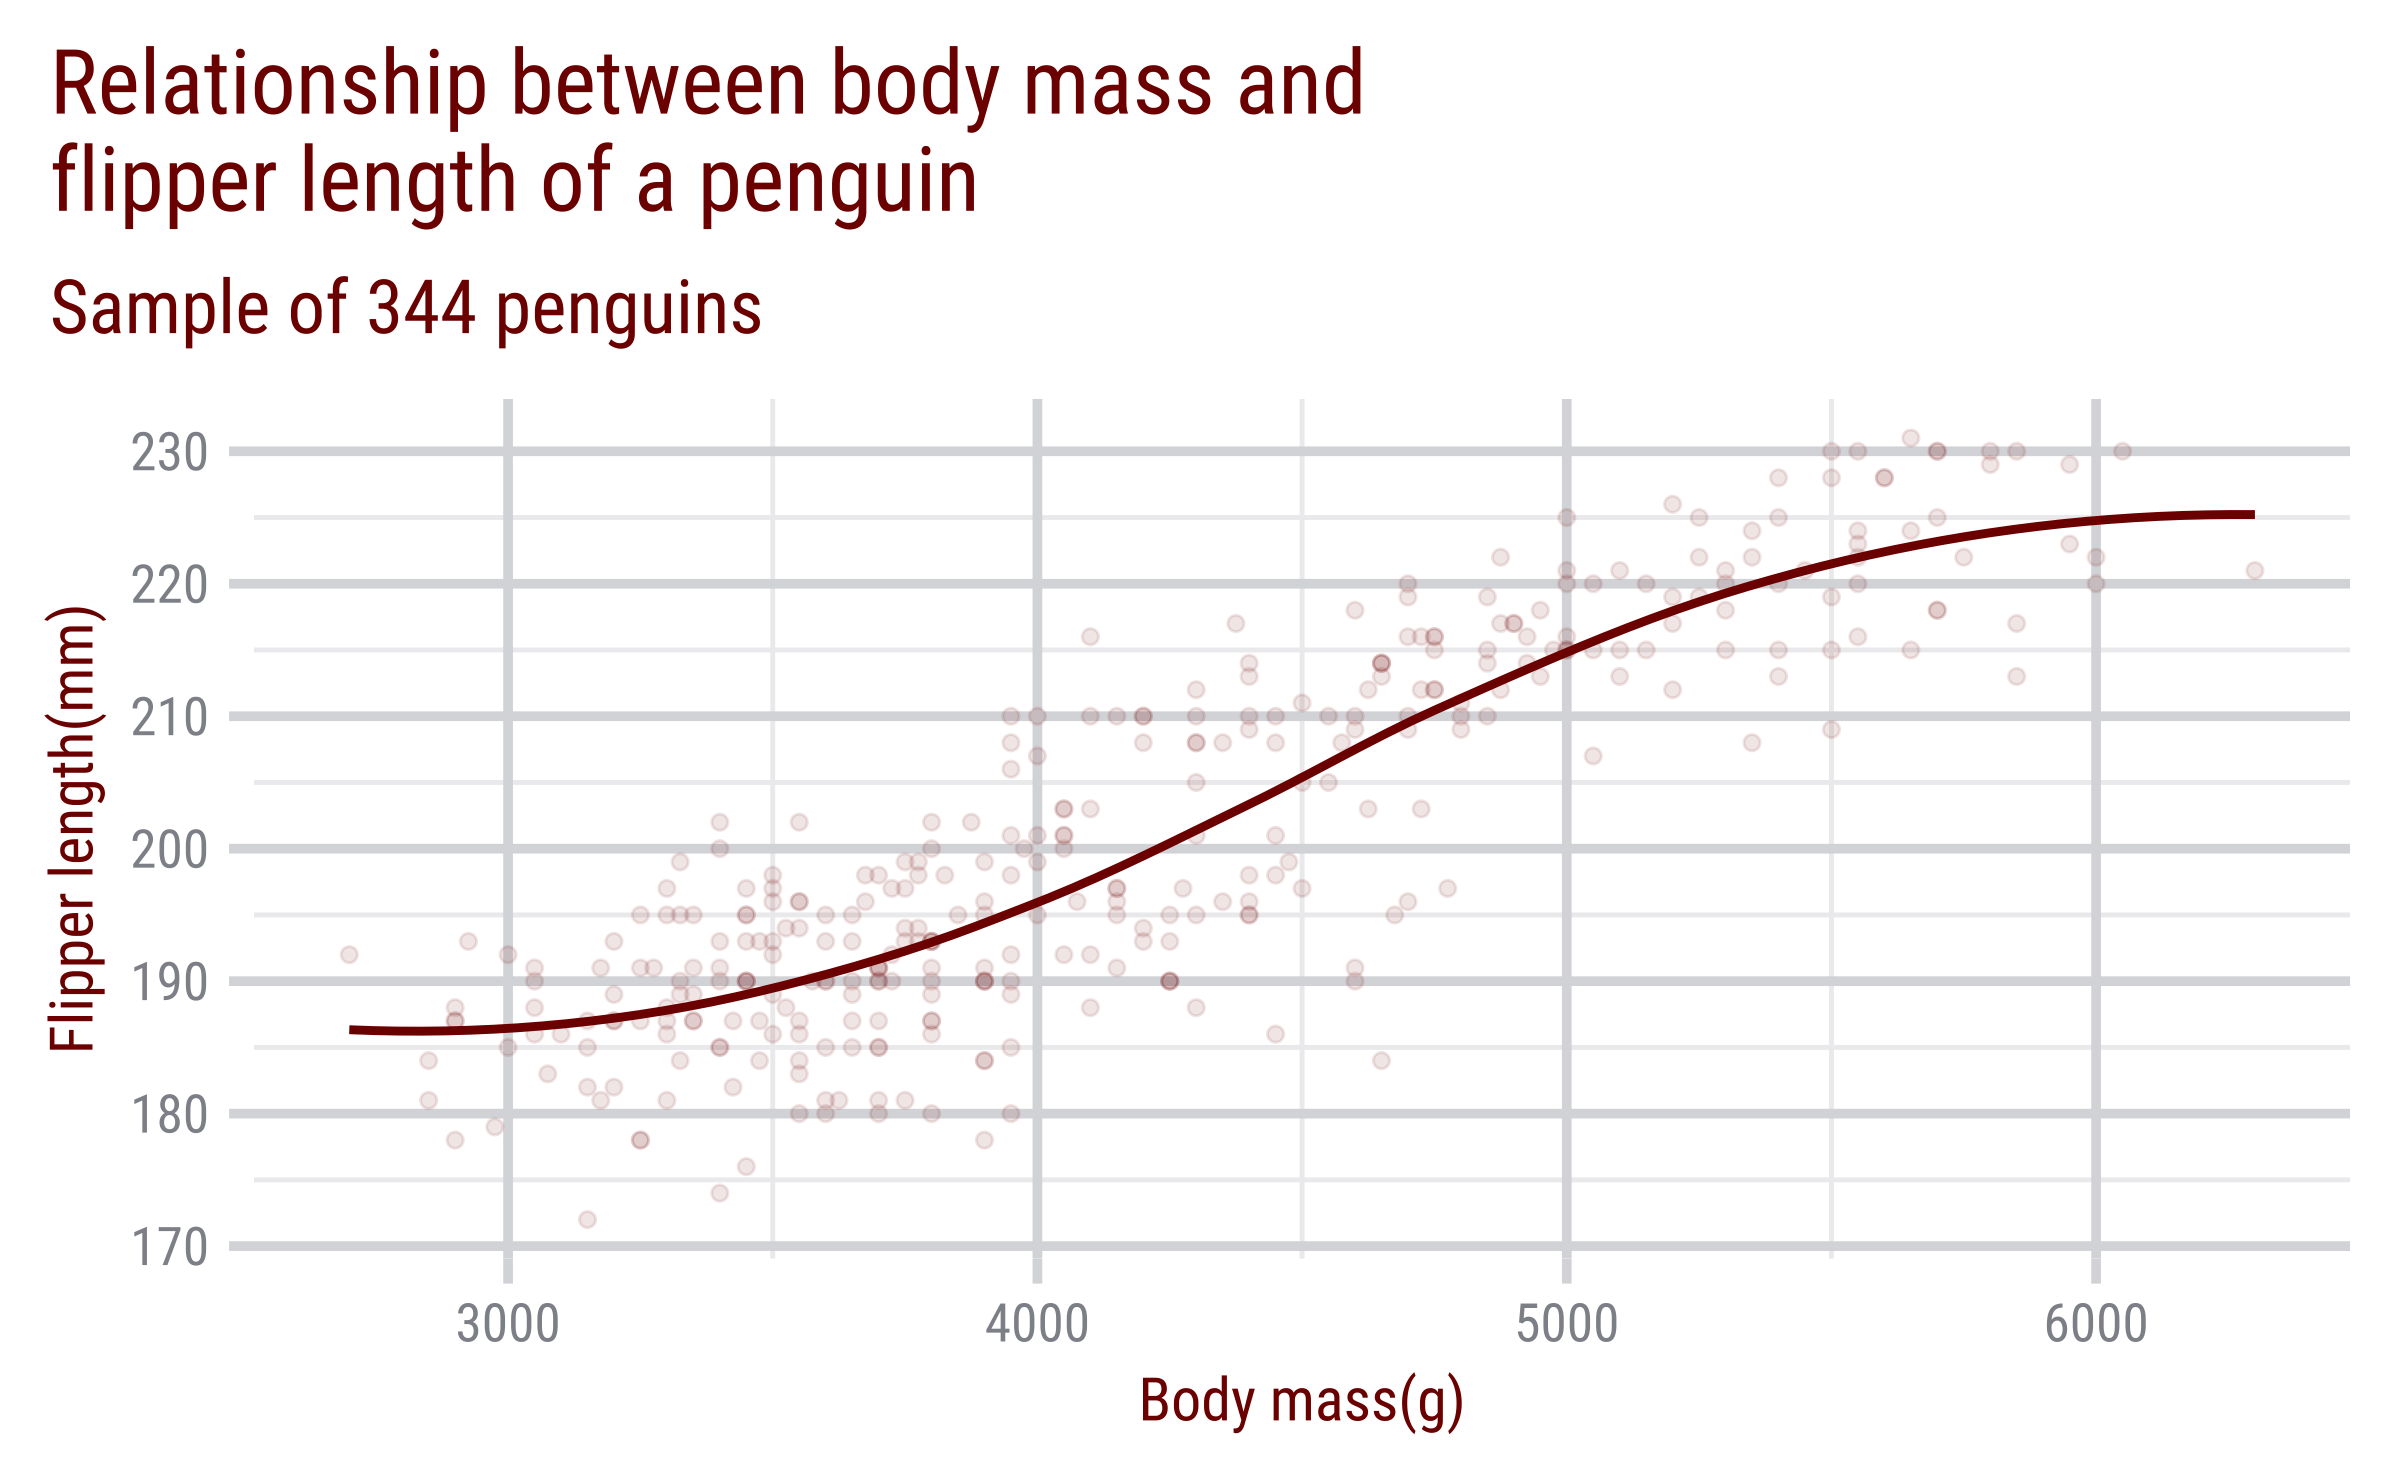 Relationship between body mass and
flipper length of a penguin
Sample of 344 penguins
Flipper length(mm)
230
220
210
200
190
180
170
3000 4000 5000 6000
Body mass(g)